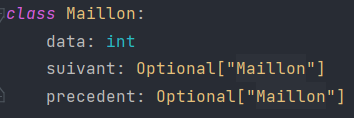 class Maillon:
    data: int
    suivant: Optional["Maillon"]
    precedent: Optional["Maillon"]